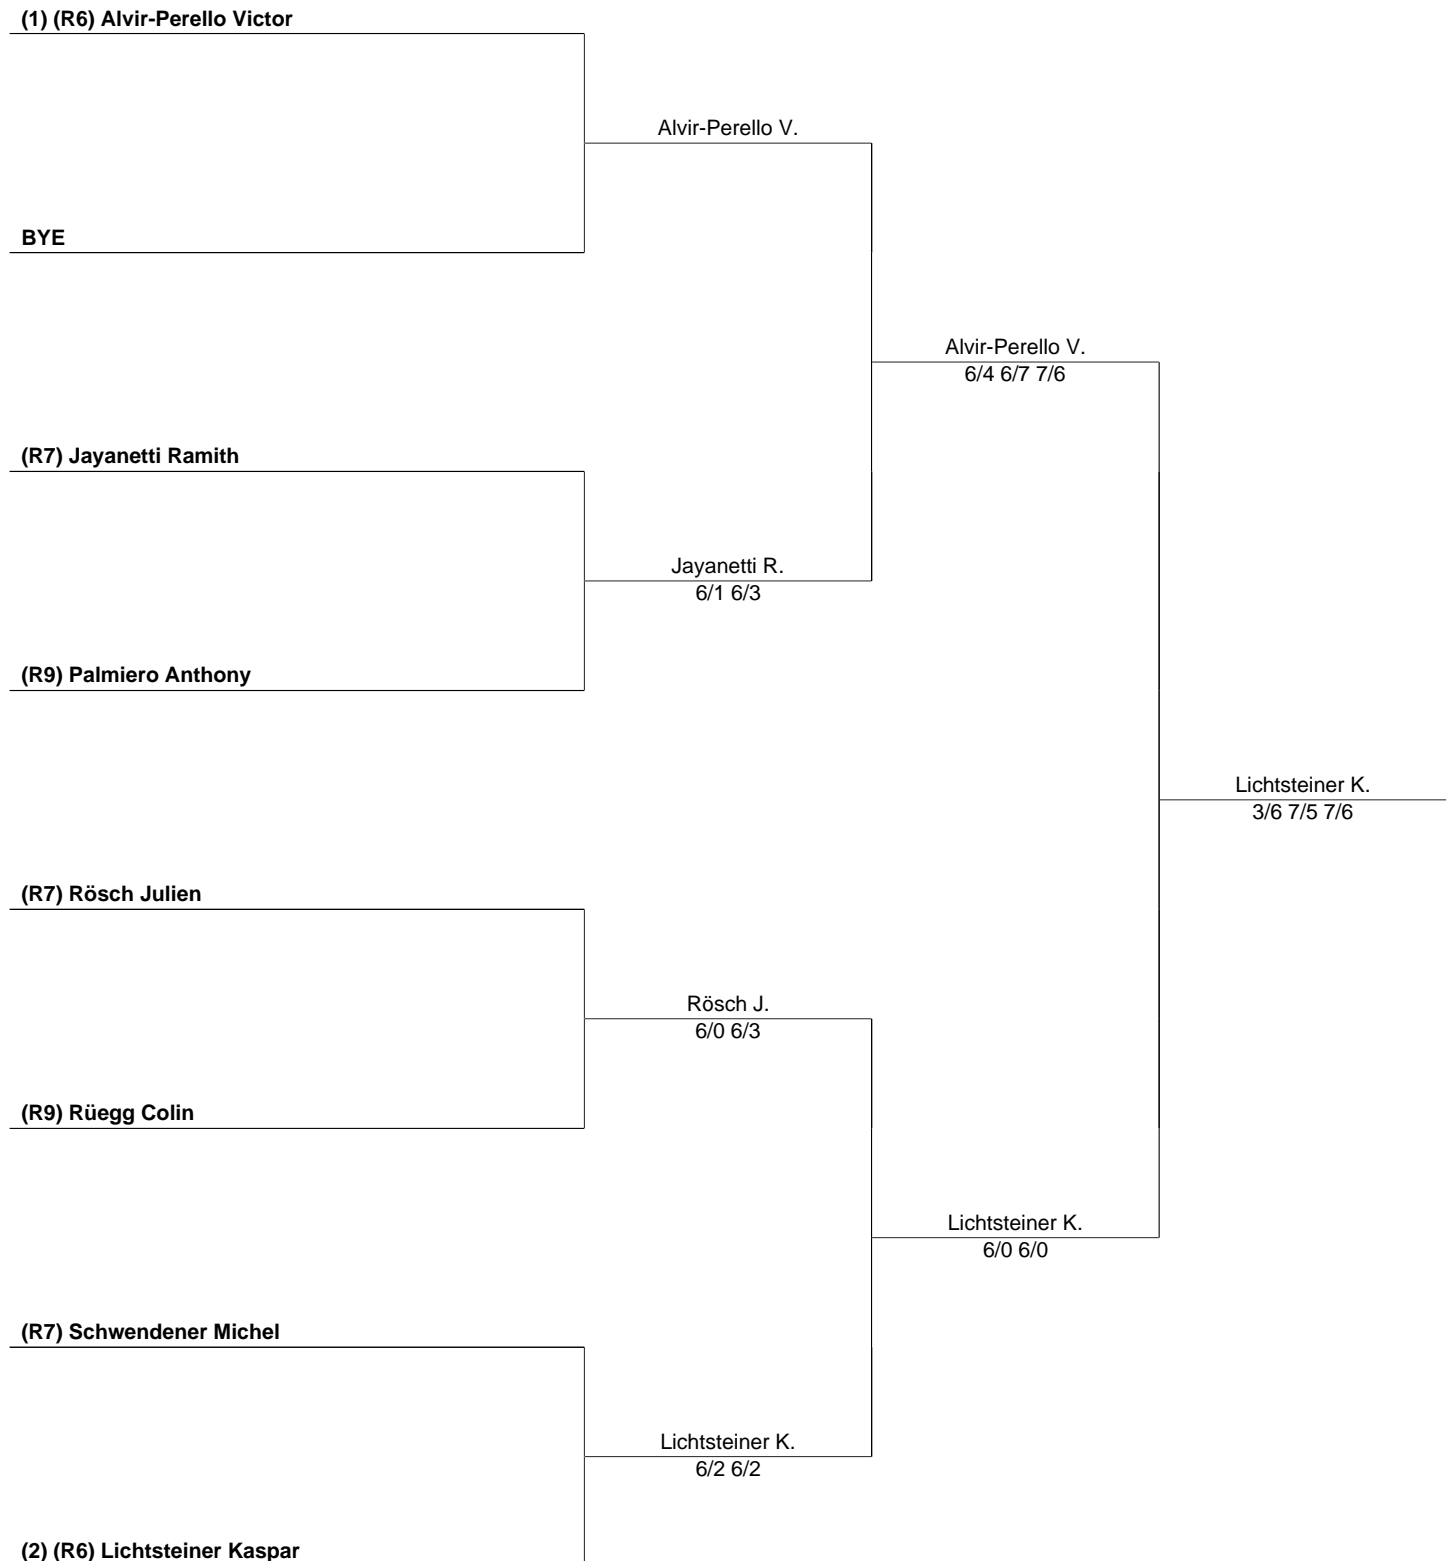 (1) (R6) Alvir-Perello Victor
Alvir-Perello V.
BYE
Alvir-Perello V.
6/4 6/7 7/6
(R7) Jayanetti Ramith
Jayanetti R.
6/1 6/3
(R9) Palmiero Anthony
Lichtsteiner K.
3/6 7/5 7/6
(R7) Rösch Julien
Rösch J.
6/0 6/3
(R9) Rüegg Colin
Lichtsteiner K.
6/0 6/0
(R7) Schwendener Michel
Lichtsteiner K.
6/2 6/2
(2) (R6) Lichtsteiner Kaspar